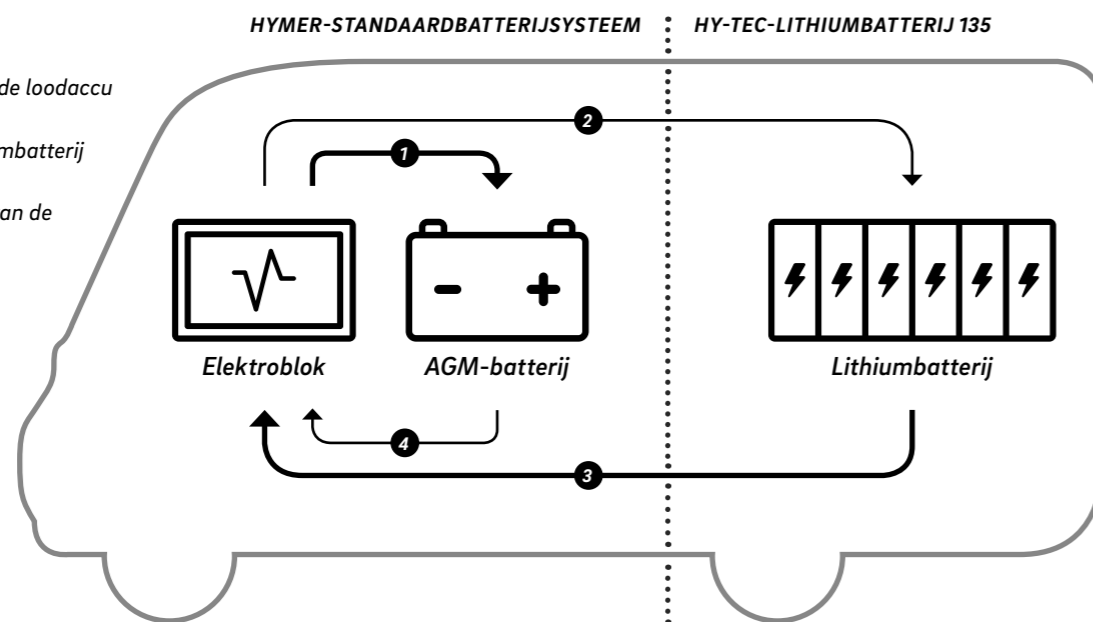 HYMER-STANDAARDBATTERIJSYSTEEM
HY-TEC-LITHIUMBATTERIJ 135
de loodaccu
mbatterij
an de
2
1
- +
Elektroblok
AGM-batterij
Lithiumbatterij
4
3